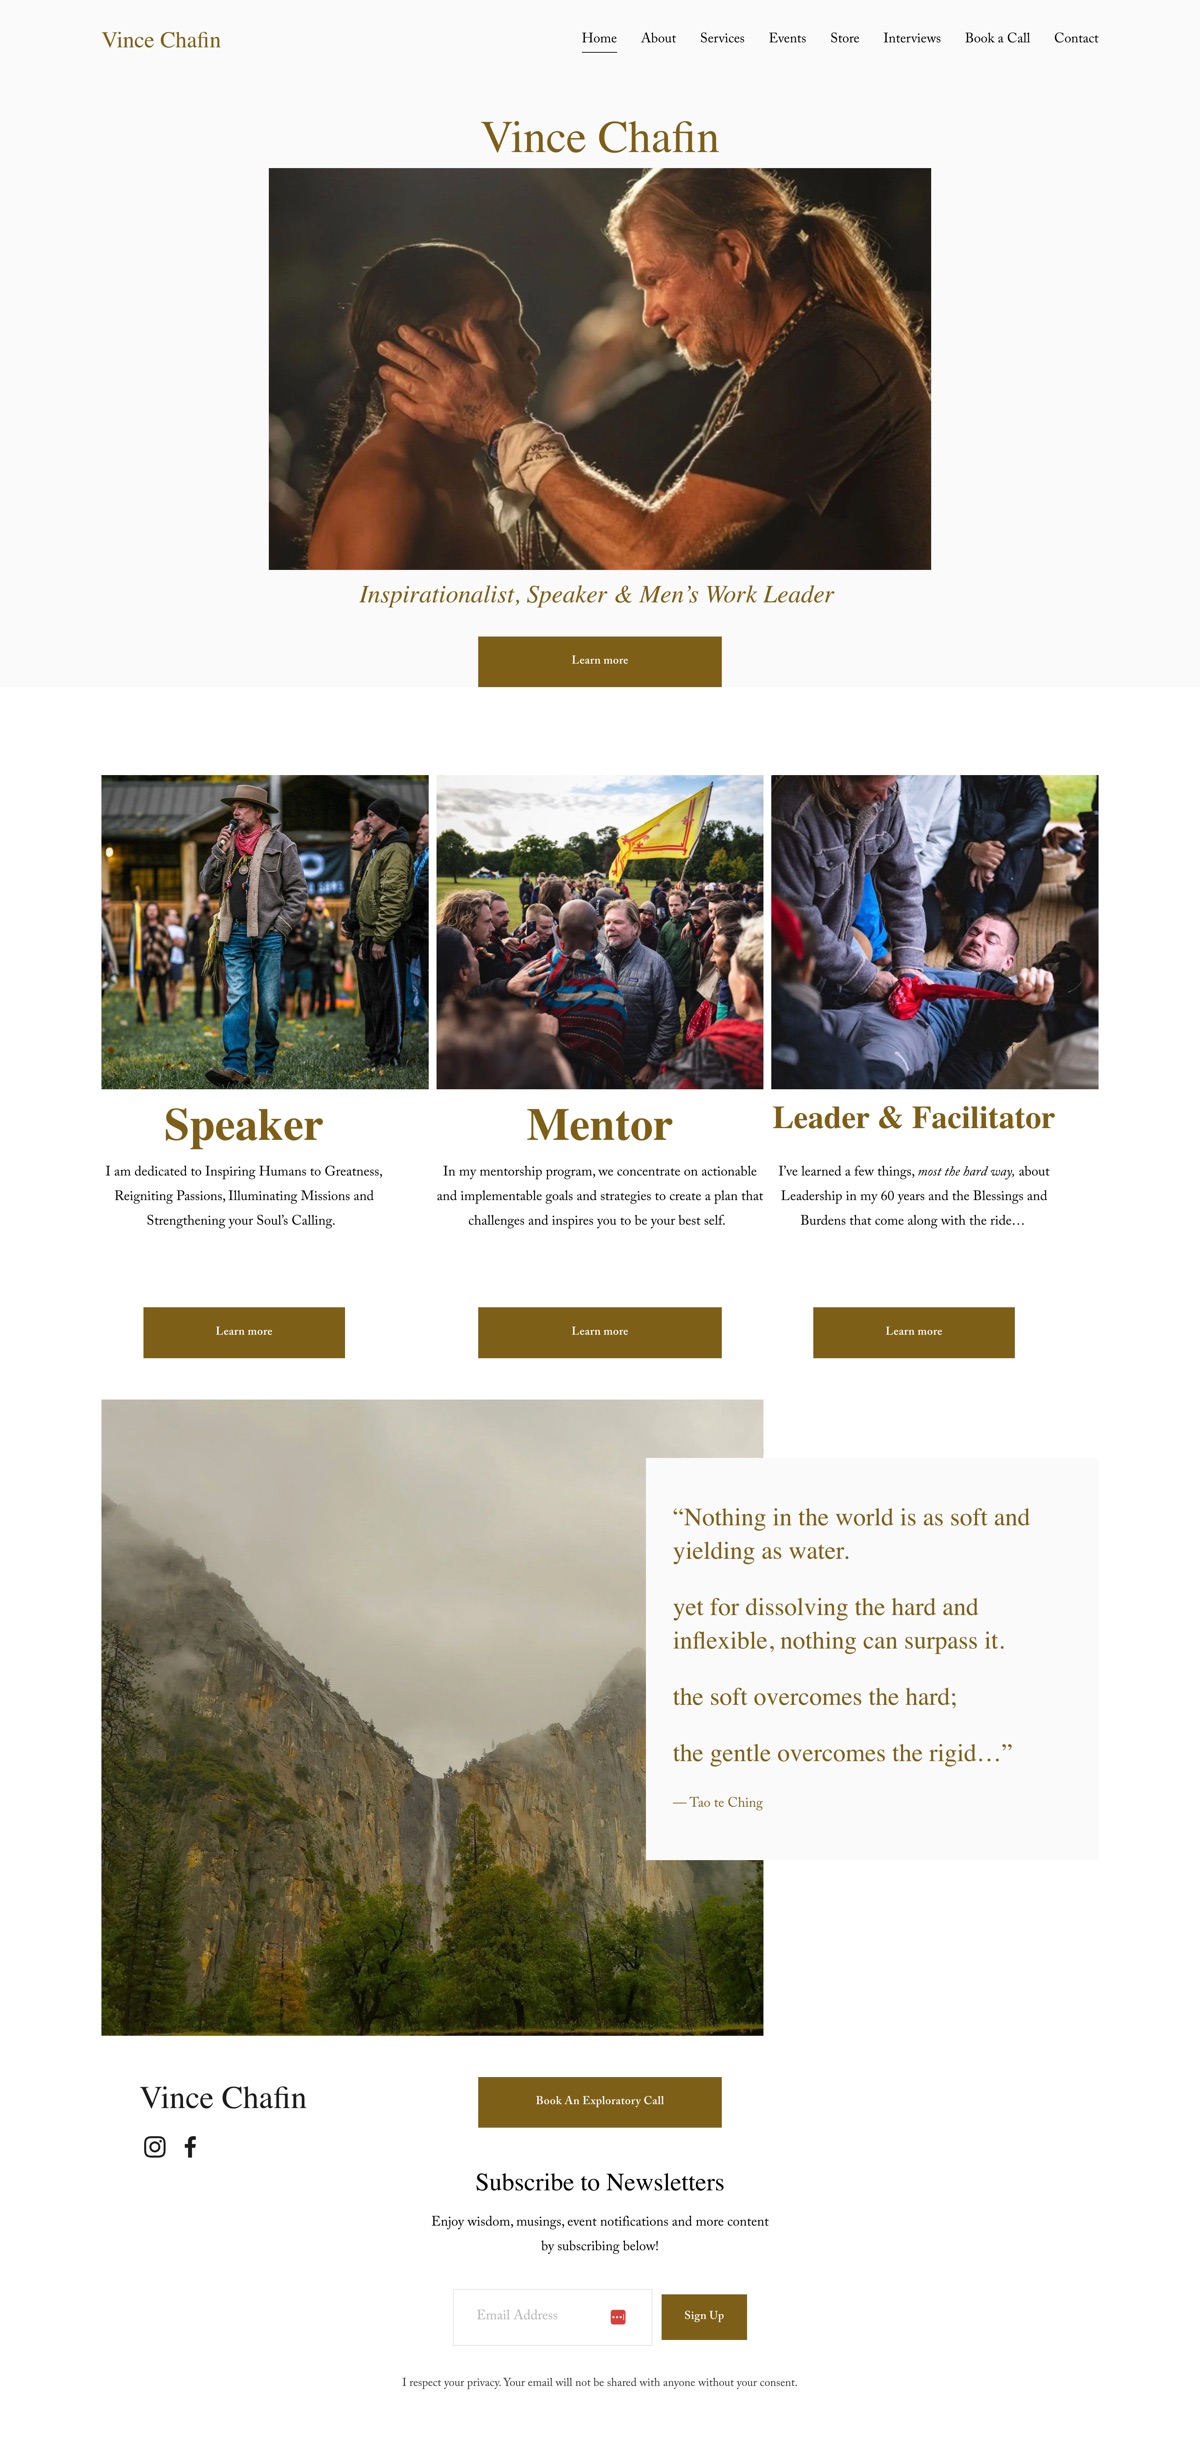 Vince Chafin
Home About Services Events Store Interviews Book a Call Contact
Vince Chafin
Inspirationalist, Speaker & Men’s Work Leader
Learn more
Speaker
I am dedicated to Inspiring Humans to Greatness,
Reigniting Passions, Illuminating Missions and
Strengthening your Soul’s Calling.
Learn more
Mentor
In my mentorship program, we concentrate on actionable
and implementable goals and strategies to create a plan that
challenges and inspires you to be your best self.
Learn more
Leader & Facilitator
I’ve learned a few things, most the hard way, about
Leadership in my 60 years and the Blessings and
Burdens that come along with the ride…
Learn more
“Nothing in the world is as soft and
yielding as water.
yet for dissolving the hard and
inflexible, nothing can surpass it.
the soft overcomes the hard;
the gentle overcomes the rigid…”
— Tao te Ching
Vince Chafin
Book An Exploratory Call
Subscribe to Newsletters
Enjoy wisdom, musings, event notifications and more content
by subscribing below!
Email Address
Sign Up
I respect your privacy. Your email will not be shared with anyone without your consent.